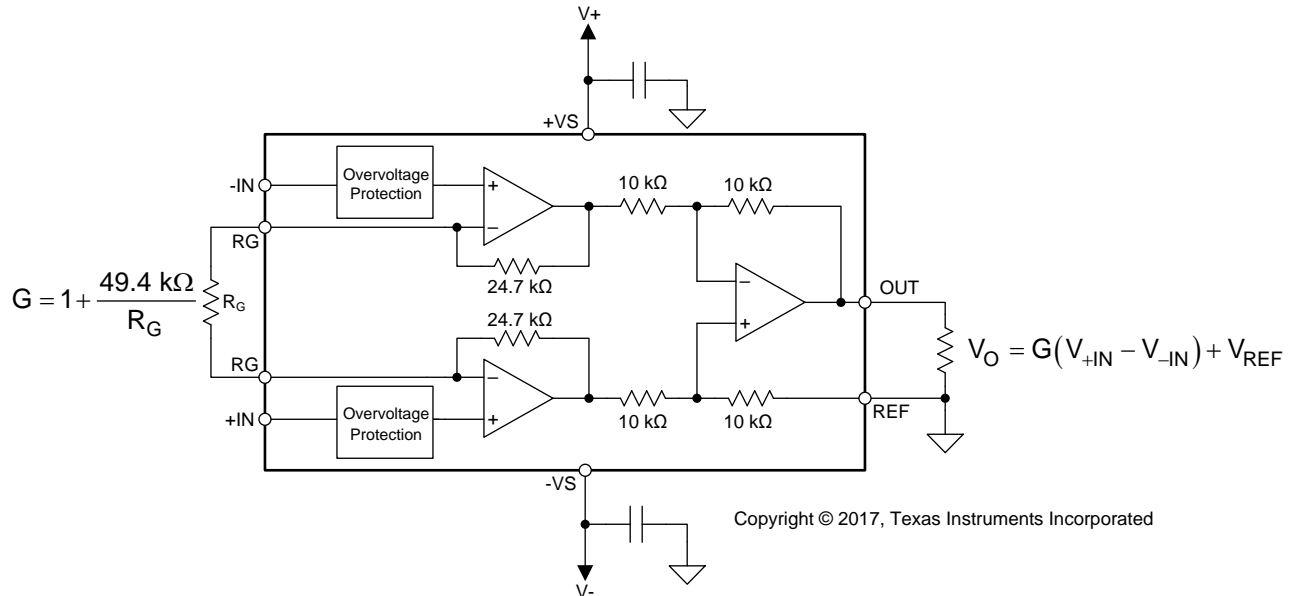 V+
+VS
-IN
Overvoltage
Protection
+
−
10 kΩ
10 kΩ
RG
24.7 kΩ
G = 1 + 49.4 kΩ / R_G
R_G
−
+
OUT
V_O = G(V_+IN − V_−IN) + V_REF
24.7 kΩ
RG
−
+
+IN
Overvoltage
Protection
10 kΩ
10 kΩ
REF
-VS
V-
Copyright © 2017, Texas Instruments Incorporated